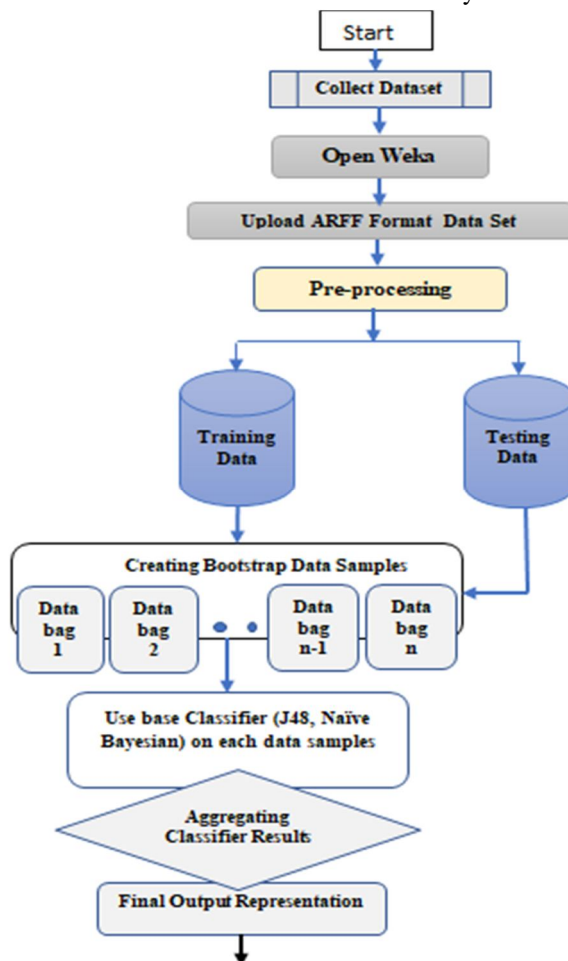 Start
Collect Dataset
Open Weka
Upload ARFF Format Data Set
Pre-processing
Training
Data
Testing
Data
Creating Bootstrap Data Samples
Data
bag
1
Data
bag
2
Data
bag
n-1
Data
bag
n
Use base Classifier (J48, Naïve
Bayesian) on each data samples
Aggregating
Classifier Results
Final Output Representation